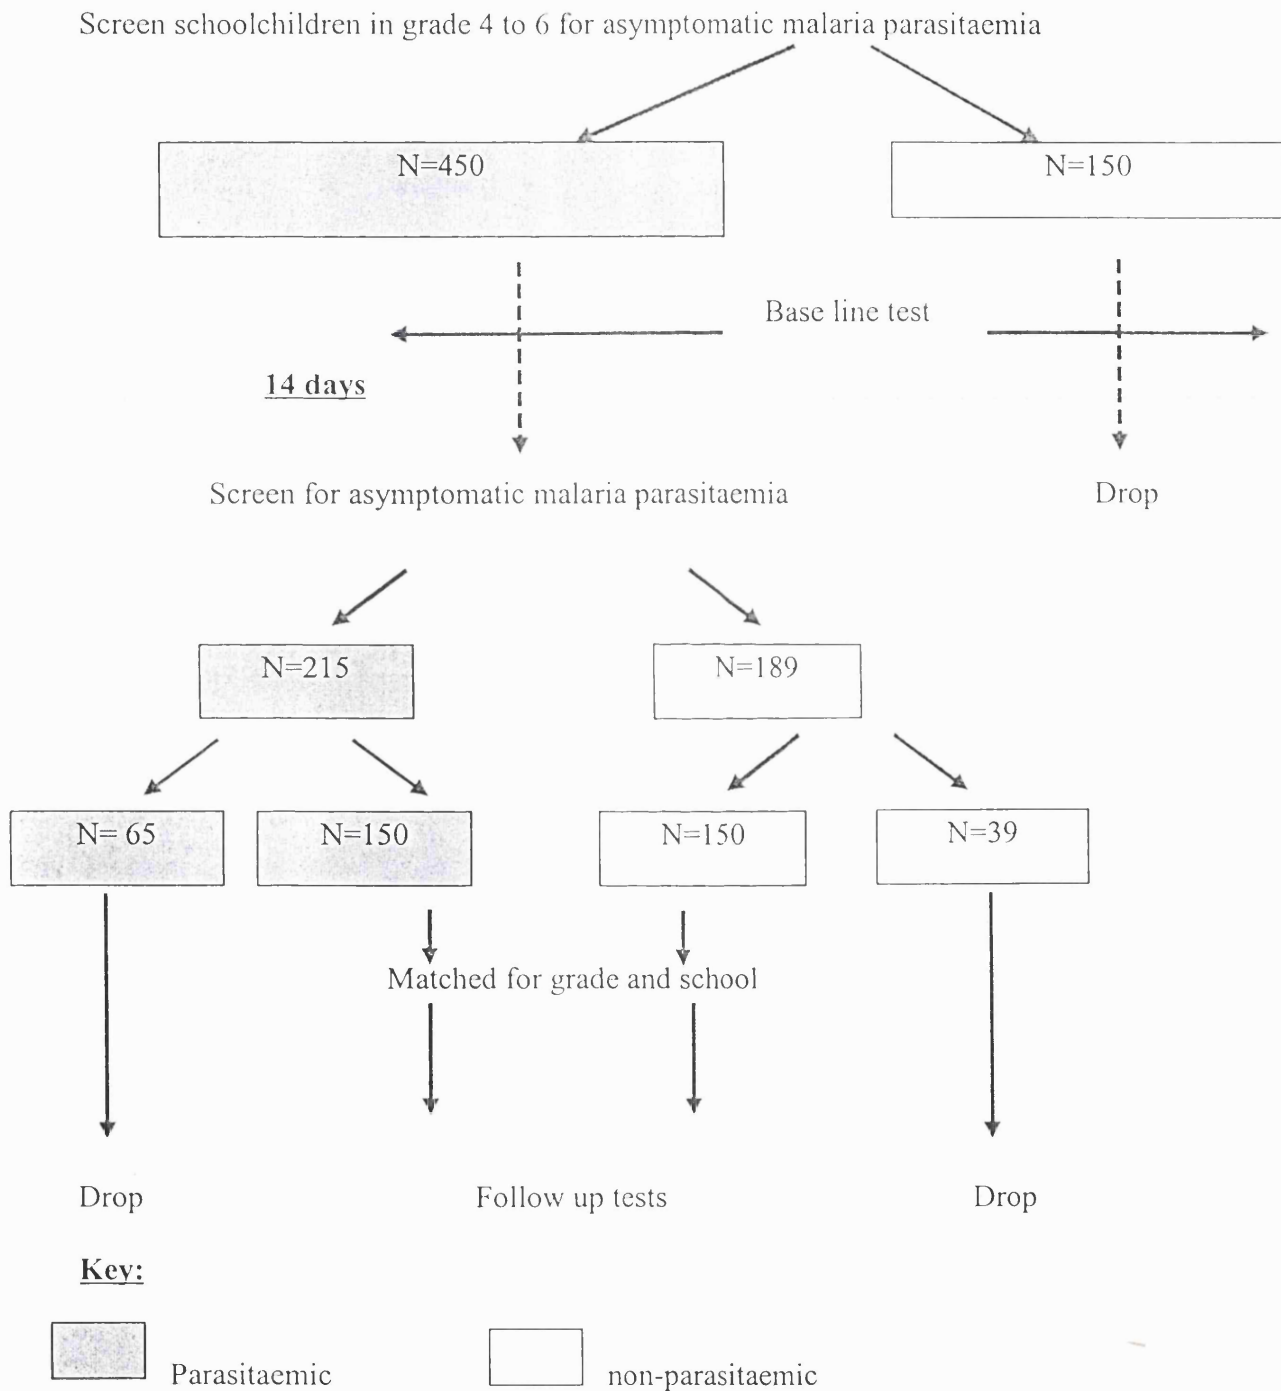 Screen schoolchildren in grade 4 to 6 for asymptomatic malaria parasitaemia
N=450
N=150
Base line test
14 days
Screen for asymptomatic malaria parasitaemia
Drop
N=215
N=189
N= 65
N=150
N=150
N=39
Matched for grade and school
Drop
Follow up tests
Drop
Key:
Parasitaemic
non-parasitaemic